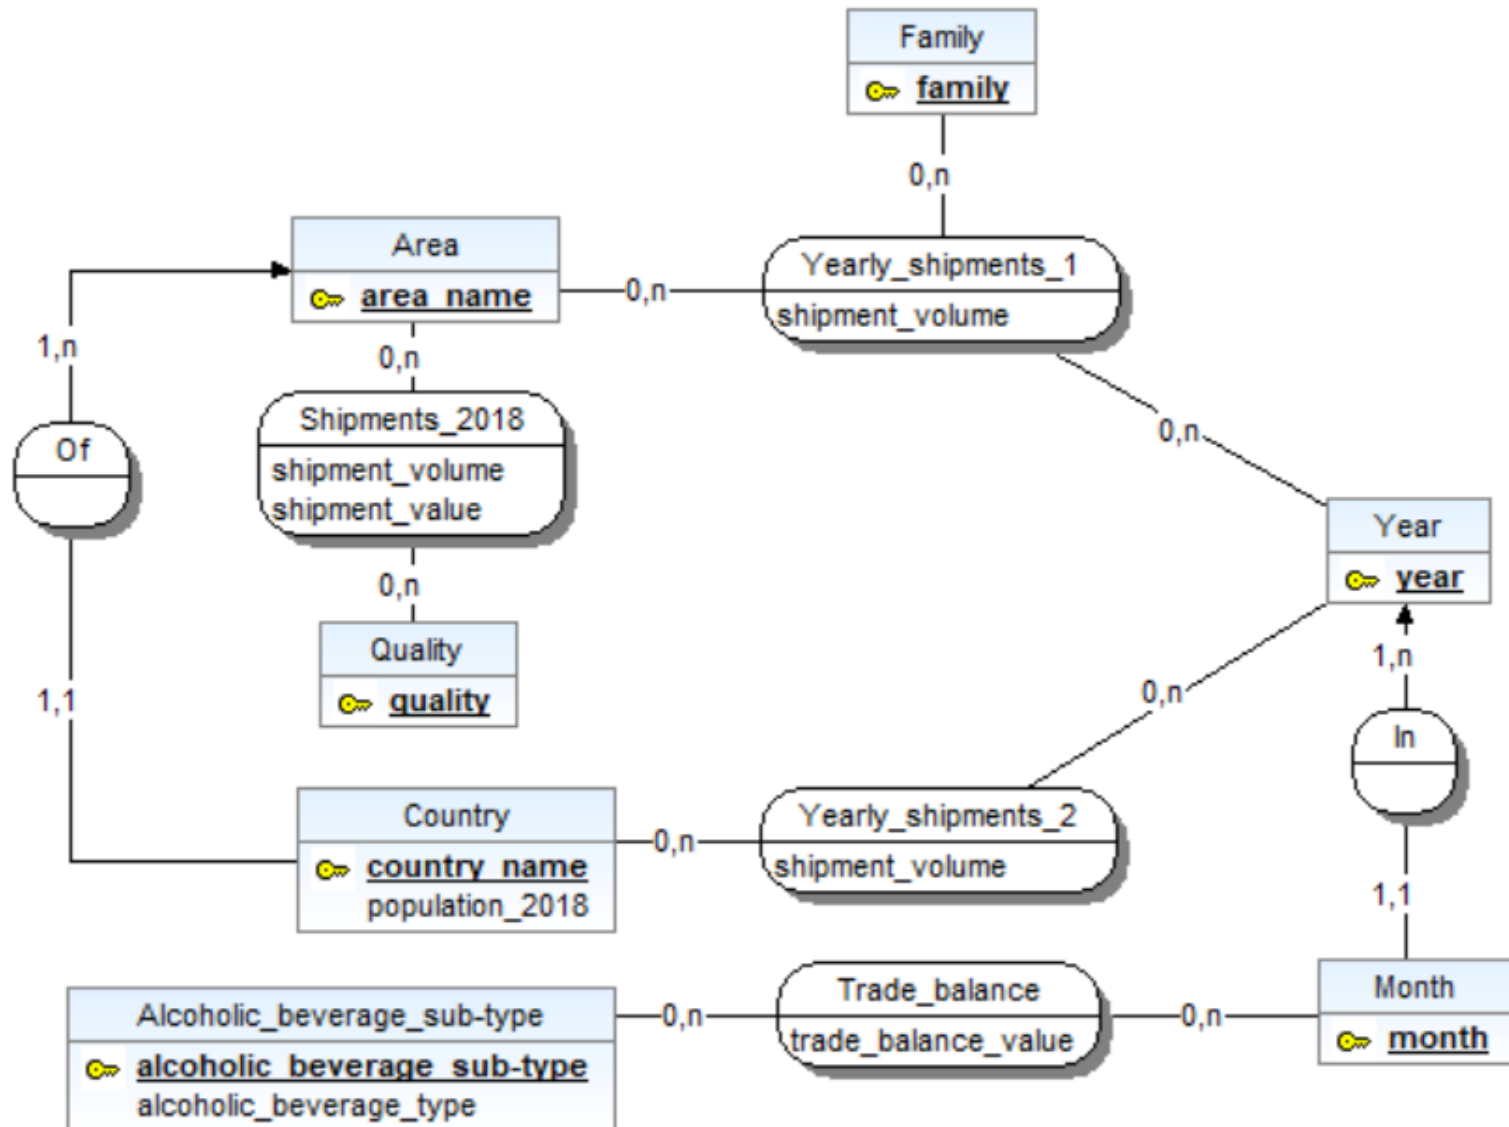 Family
family
0,n
Area
area_name
0,n
Yearly_shipments_1
shipment_volume
1,n
0,n
Shipments_2018
shipment_volume
shipment_value
0,n
Of
Year
year
0,n
Quality
quality
1,n
1,1
0,n
In
Country
country_name
population_2018
0,n
Yearly_shipments_2
shipment_volume
1,1
Alcoholic_beverage_sub-type
alcoholic_beverage_sub-type
alcoholic_beverage_type
0,n
Trade_balance
trade_balance_value
0,n
Month
month